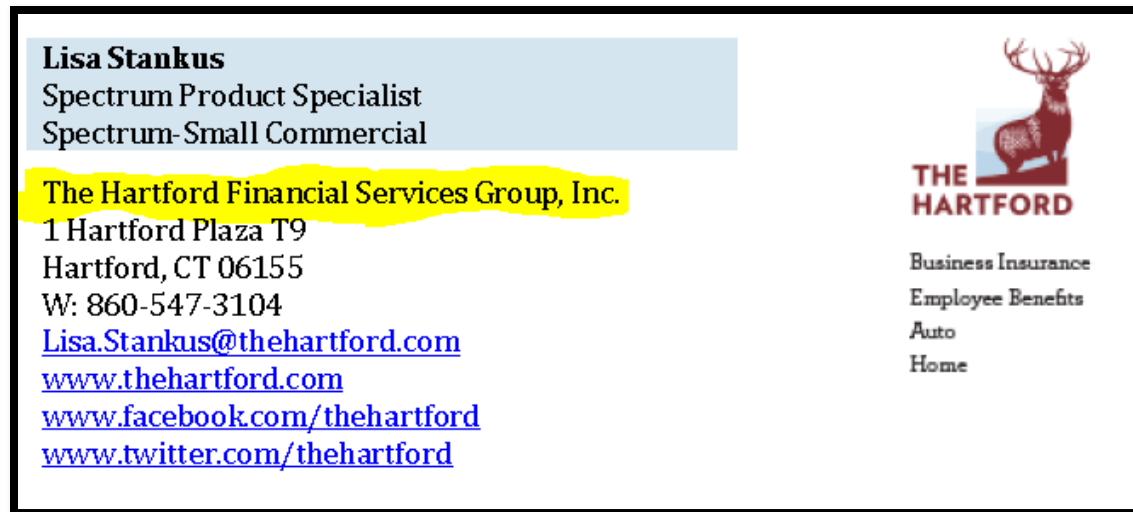 Lisa Stankus
Spectrum Product Specialist
Spectrum-Small Commercial
The Hartford Financial Services Group, Inc.
1 Hartford Plaza T9
Hartford, CT 06155
W: 860-547-3104
Lisa.Stankus@thehartford.com
www.thehartford.com
www.facebook.com/thehartford
www.twitter.com/thehartford
THE
HARTFORD
Business Insurance
Employee Benefits
Auto
Home